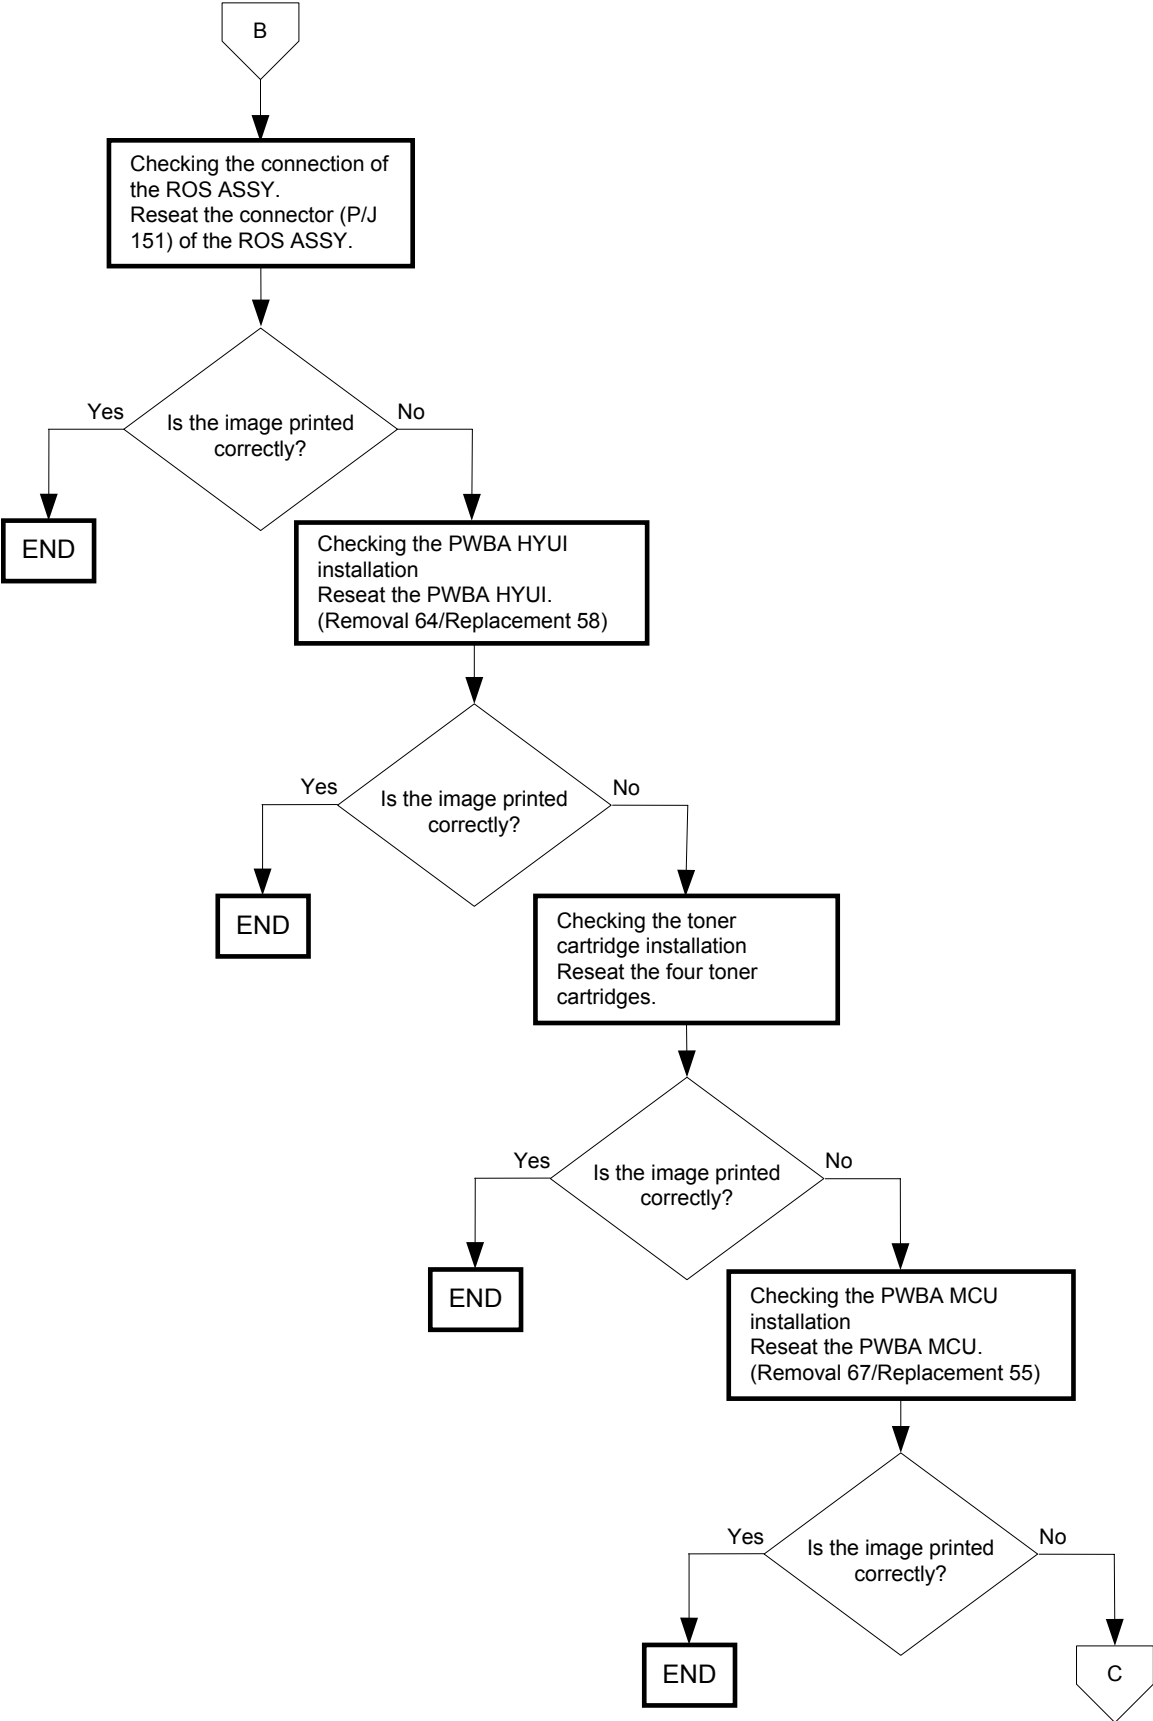 B
Checking the connection of
the ROS ASSY.
Reseat the connector (P/J
151) of the ROS ASSY.
Yes
No
Is the image printed
correctly?
END
Checking the PWBA HYUI
installation
Reseat the PWBA HYUI.
(Removal 64/Replacement 58)
Yes
No
Is the image printed
correctly?
END
Checking the toner
cartridge installation
Reseat the four toner
cartridges.
Yes
No
Is the image printed
correctly?
END
Checking the PWBA MCU
installation
Reseat the PWBA MCU.
(Removal 67/Replacement 55)
Yes
No
Is the image printed
correctly?
END
C